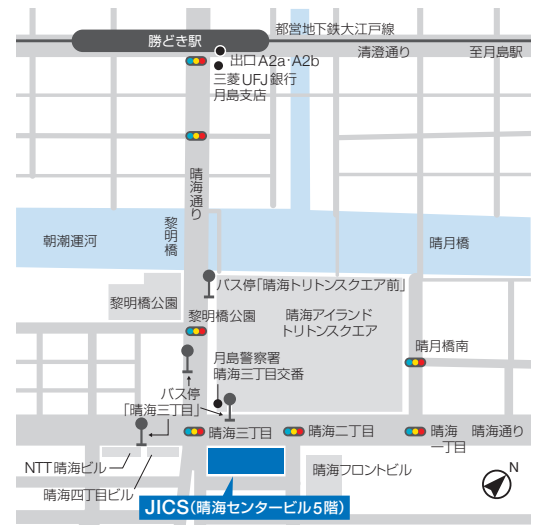 都営地下鉄大江戸線
勝どき駅
清澄通り
至月島駅
出口A2a・A2b
三菱UFJ銀行
月島支店
晴海通り
黎明橋
朝潮運河
晴月橋
バス停「晴海トリトンスクエア前」
黎明橋公園
黎明橋公園
晴海アイランド
トリトンスクエア
月島警察署
晴海三丁目交番
晴月橋南
バス停
「晴海三丁目」
晴海三丁目
晴海二丁目
晴海
一丁目
晴海通り
NTT晴海ビル
晴海四丁目ビル
晴海フロントビル
JICS(晴海センタービル5階)
N